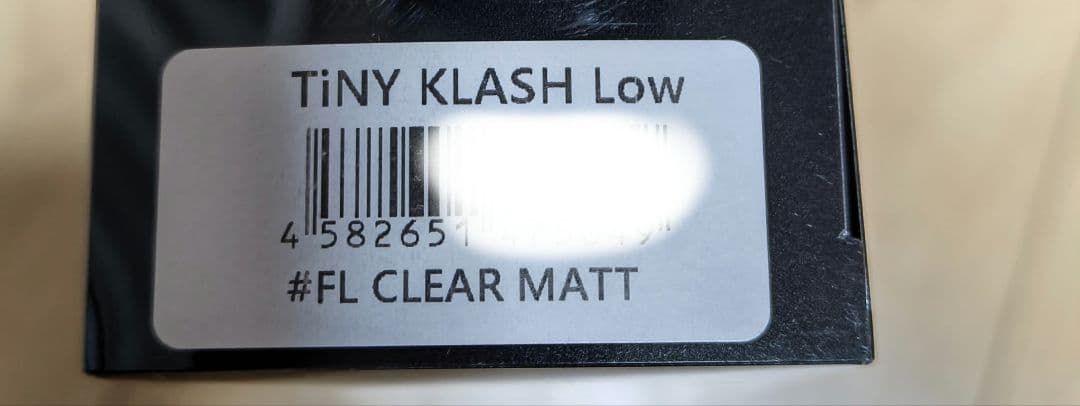 TiNY KLASH Low
4 582651
#FL CLEAR MATT